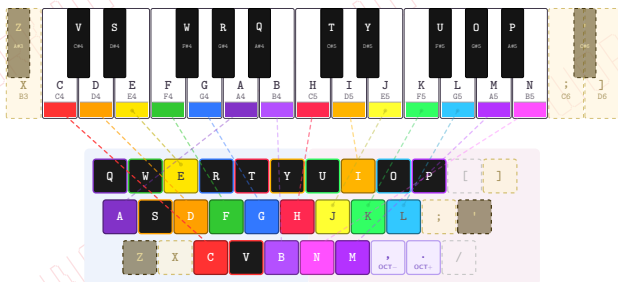 Z V S W R Q T Y U O P
A#3 C#4 D#4 F#4 G#4 A#4 C#5 D#5 F#5 G#5 A#5 C#6
X C D E F G A B H I J K L M N ; ]
B3 C4 D4 E4 F4 G4 A4 B4 C5 D5 E5 F5 G5 A5 B5 C6 D6
Q W E R T Y U I O P [ ]
A S D F G H J K L ; '
Z X C V B N M , . /
OCT− OCT+